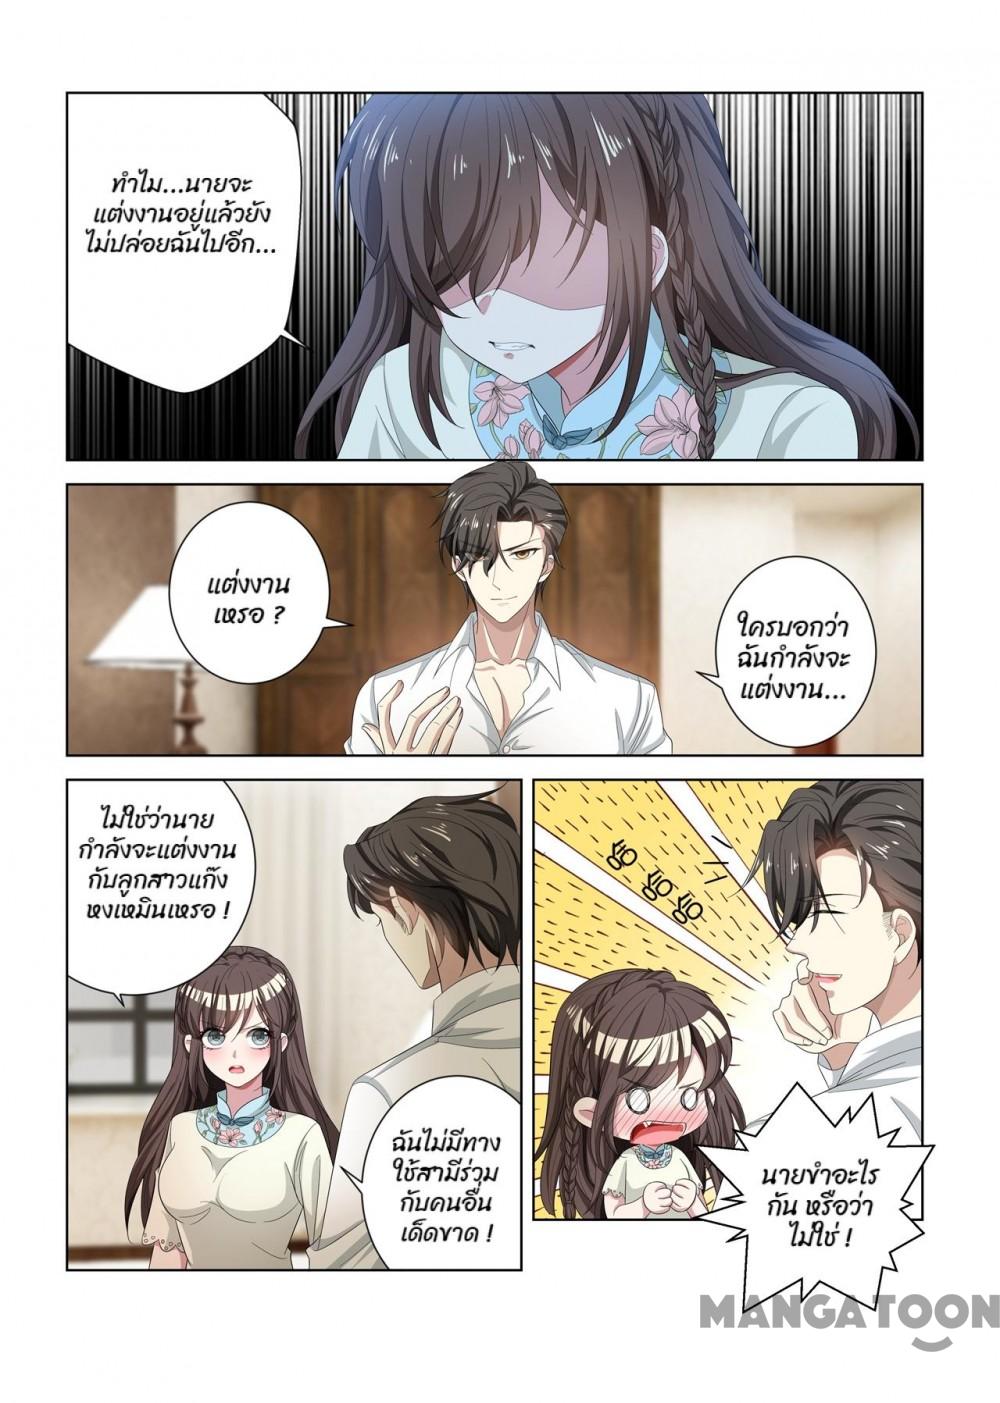 ทำไม...นายจะ
แต่งงานอยู่แล้วยัง
ไม่ปล่อยฉันไปอีก...
แต่งงาน
เหรอ ?
ใครบอกว่า
ฉันกำลังจะ
แต่งงาน...
ไม่ใช่ว่านาย
กำลังจะแต่งงาน
กับลูกสาวแก๊ง
หงเหมินเหรอ !
ฉันไม่มีทาง
ใช้สามีร่วม
กับคนอื่น
เด็ดขาด !
นายขำอะไร
กัน หรือว่า
ไม่ใช่ !
MANGATOON